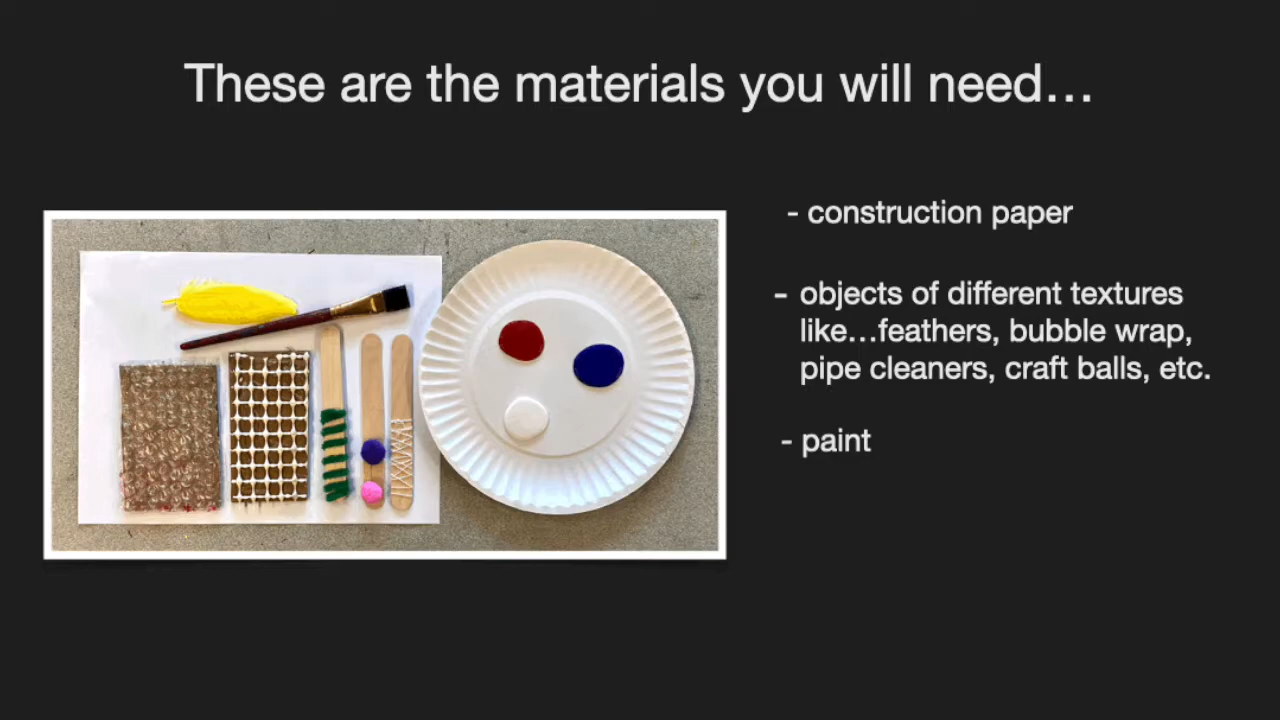 These are the materials you will need…
- construction paper
- objects of different textures
like…feathers, bubble wrap,
pipe cleaners, craft balls, etc.
- paint